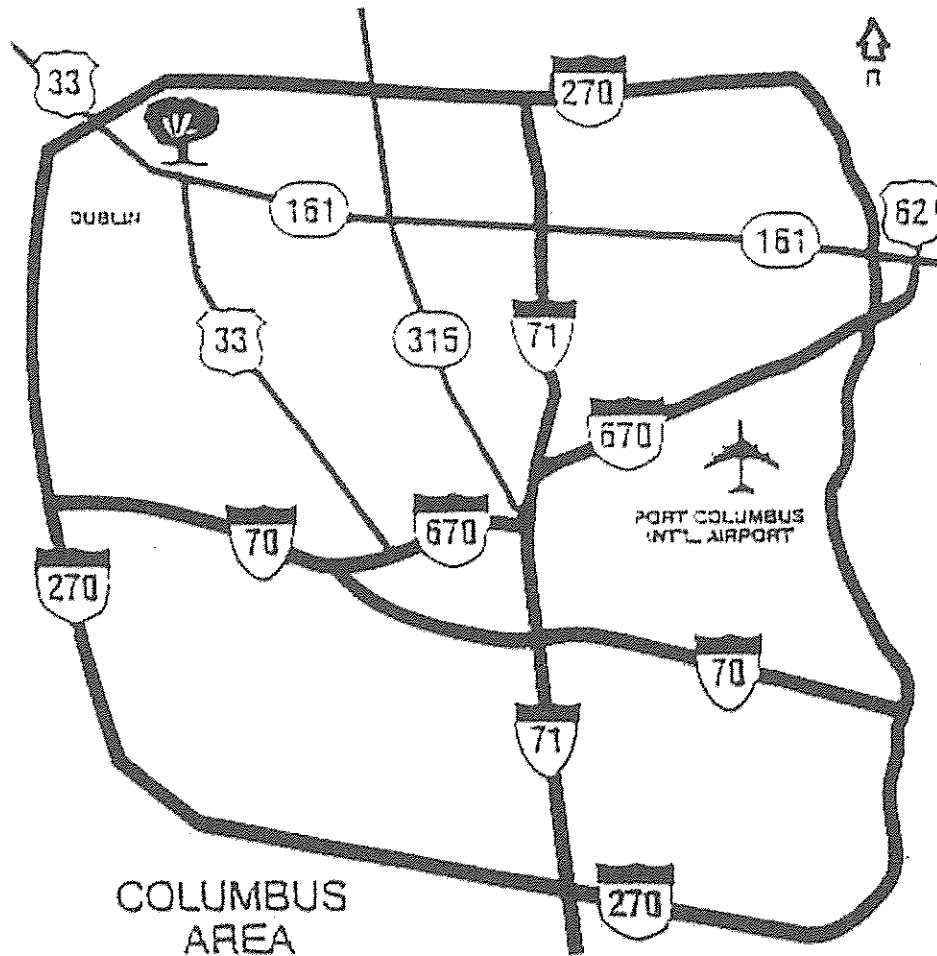 33
270
n
DUBLIN
161
62
161
33
315
71
670
PORT COLUMBUS
INT'L AIRPORT
70
670
270
70
71
270
COLUMBUS
AREA